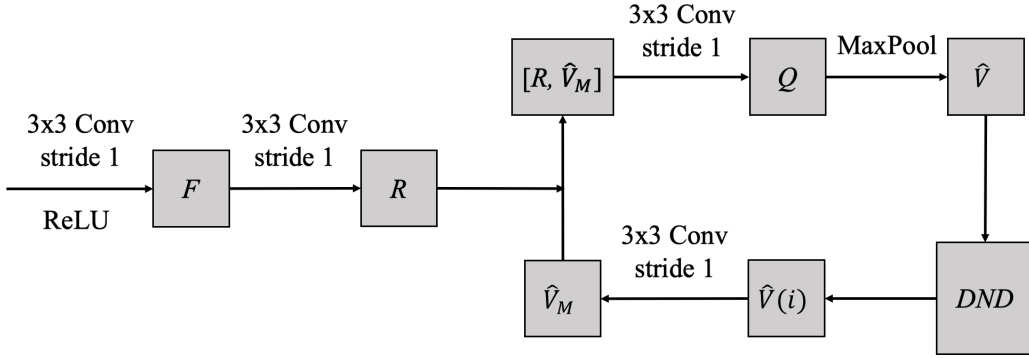 3x3 Conv
stride 1
ReLU
F
3x3 Conv
stride 1
R
[R, V̂_M]
3x3 Conv
stride 1
Q
MaxPool
V̂
DND
V̂(i)
3x3 Conv
stride 1
V̂_M